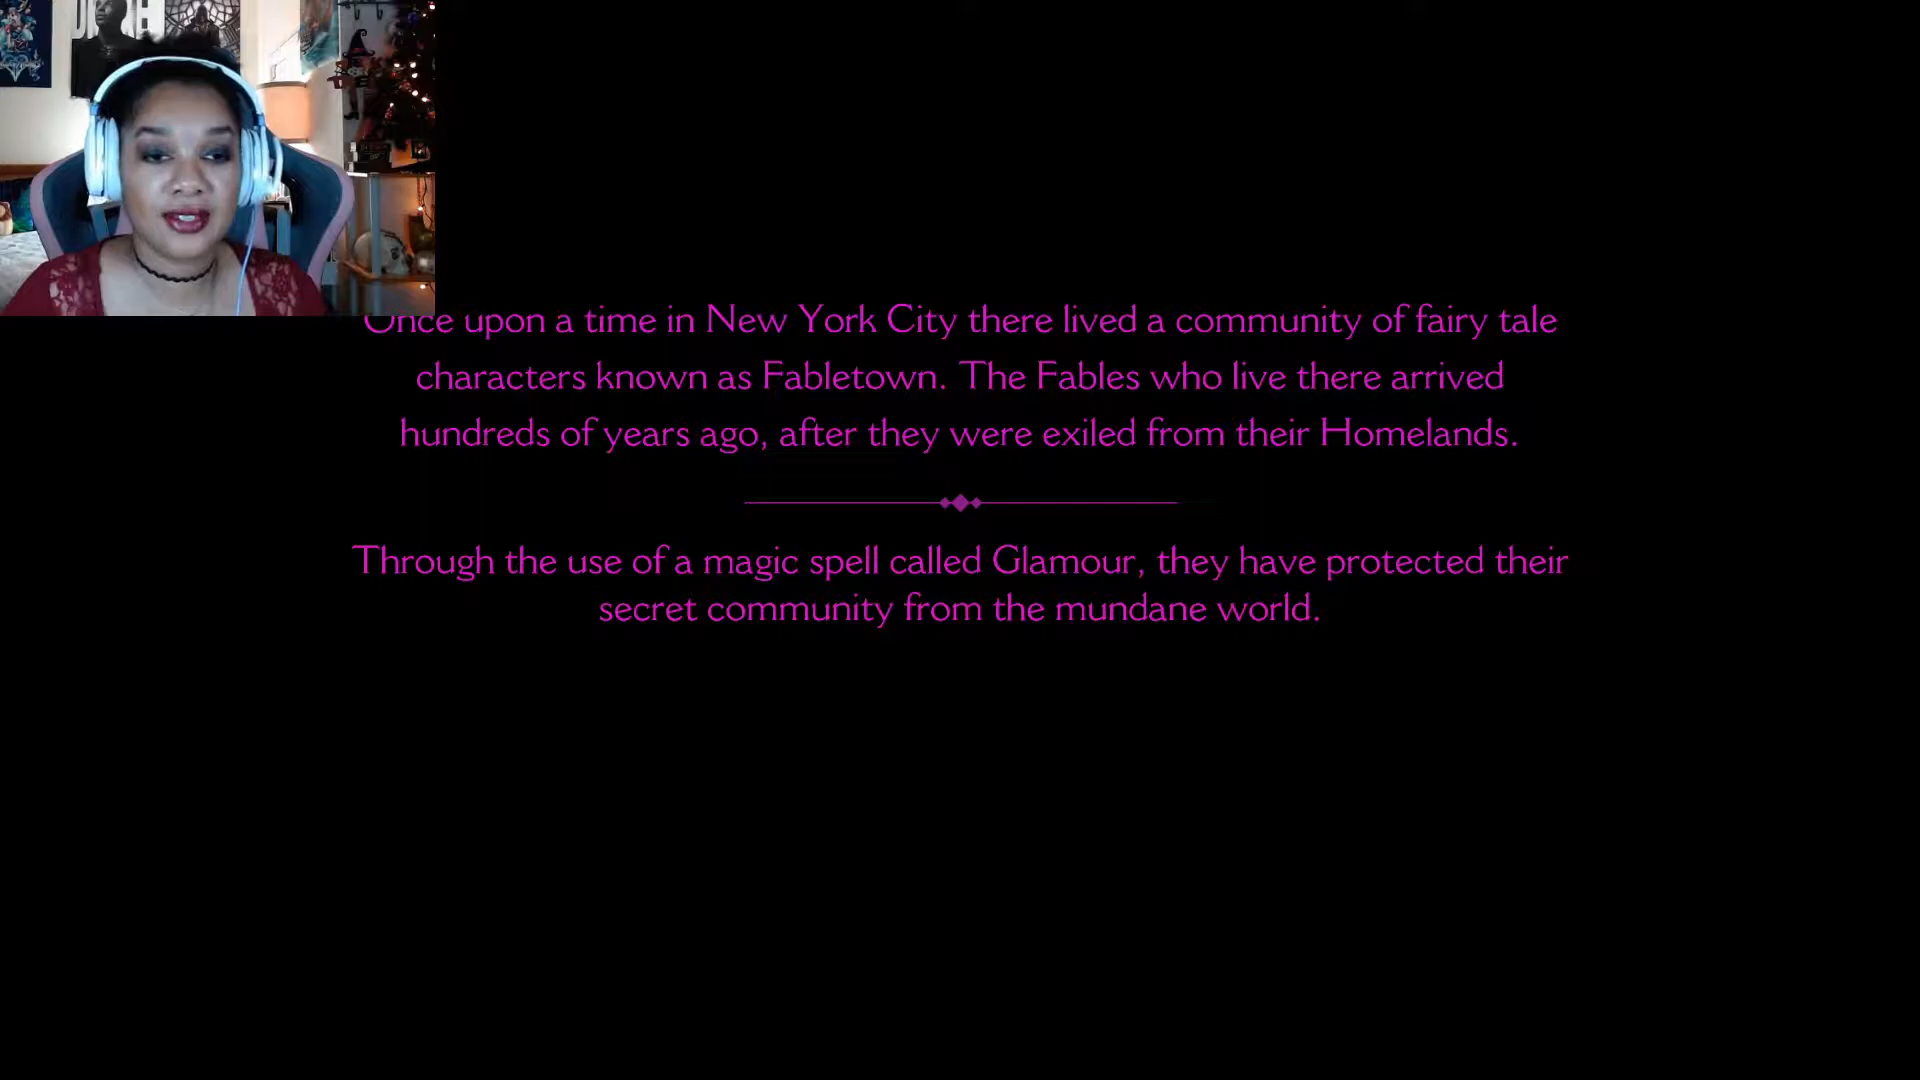 Once upon a time in New York City there lived a community of fairy tale
characters known as Fabletown. The Fables who live there arrived
hundreds of years ago, after they were exiled from their Homelands.
Through the use of a magic spell called Glamour, they have protected their
secret community from the mundane world.